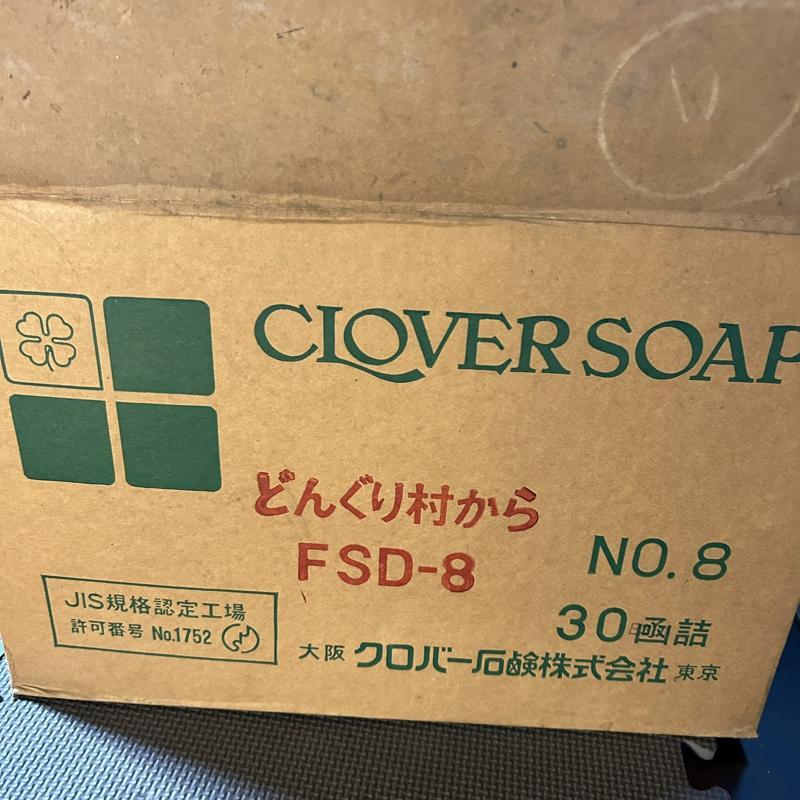 CLOVER SOAP
どんぐり村から
FSD-8
NO. 8
30函詰
JIS規格認定工場
許可番号 No.1752
大阪 クロバー石鹸株式会社 東京